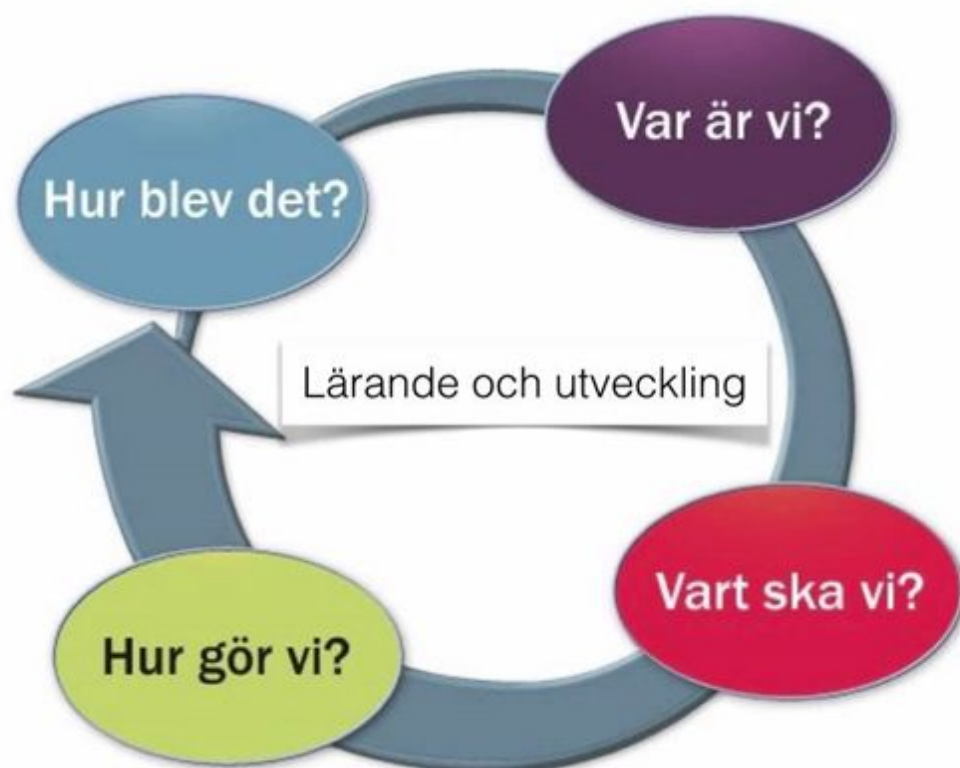 Var är vi?
Hur blev det?
Lärande och utveckling
Vart ska vi?
Hur gör vi?